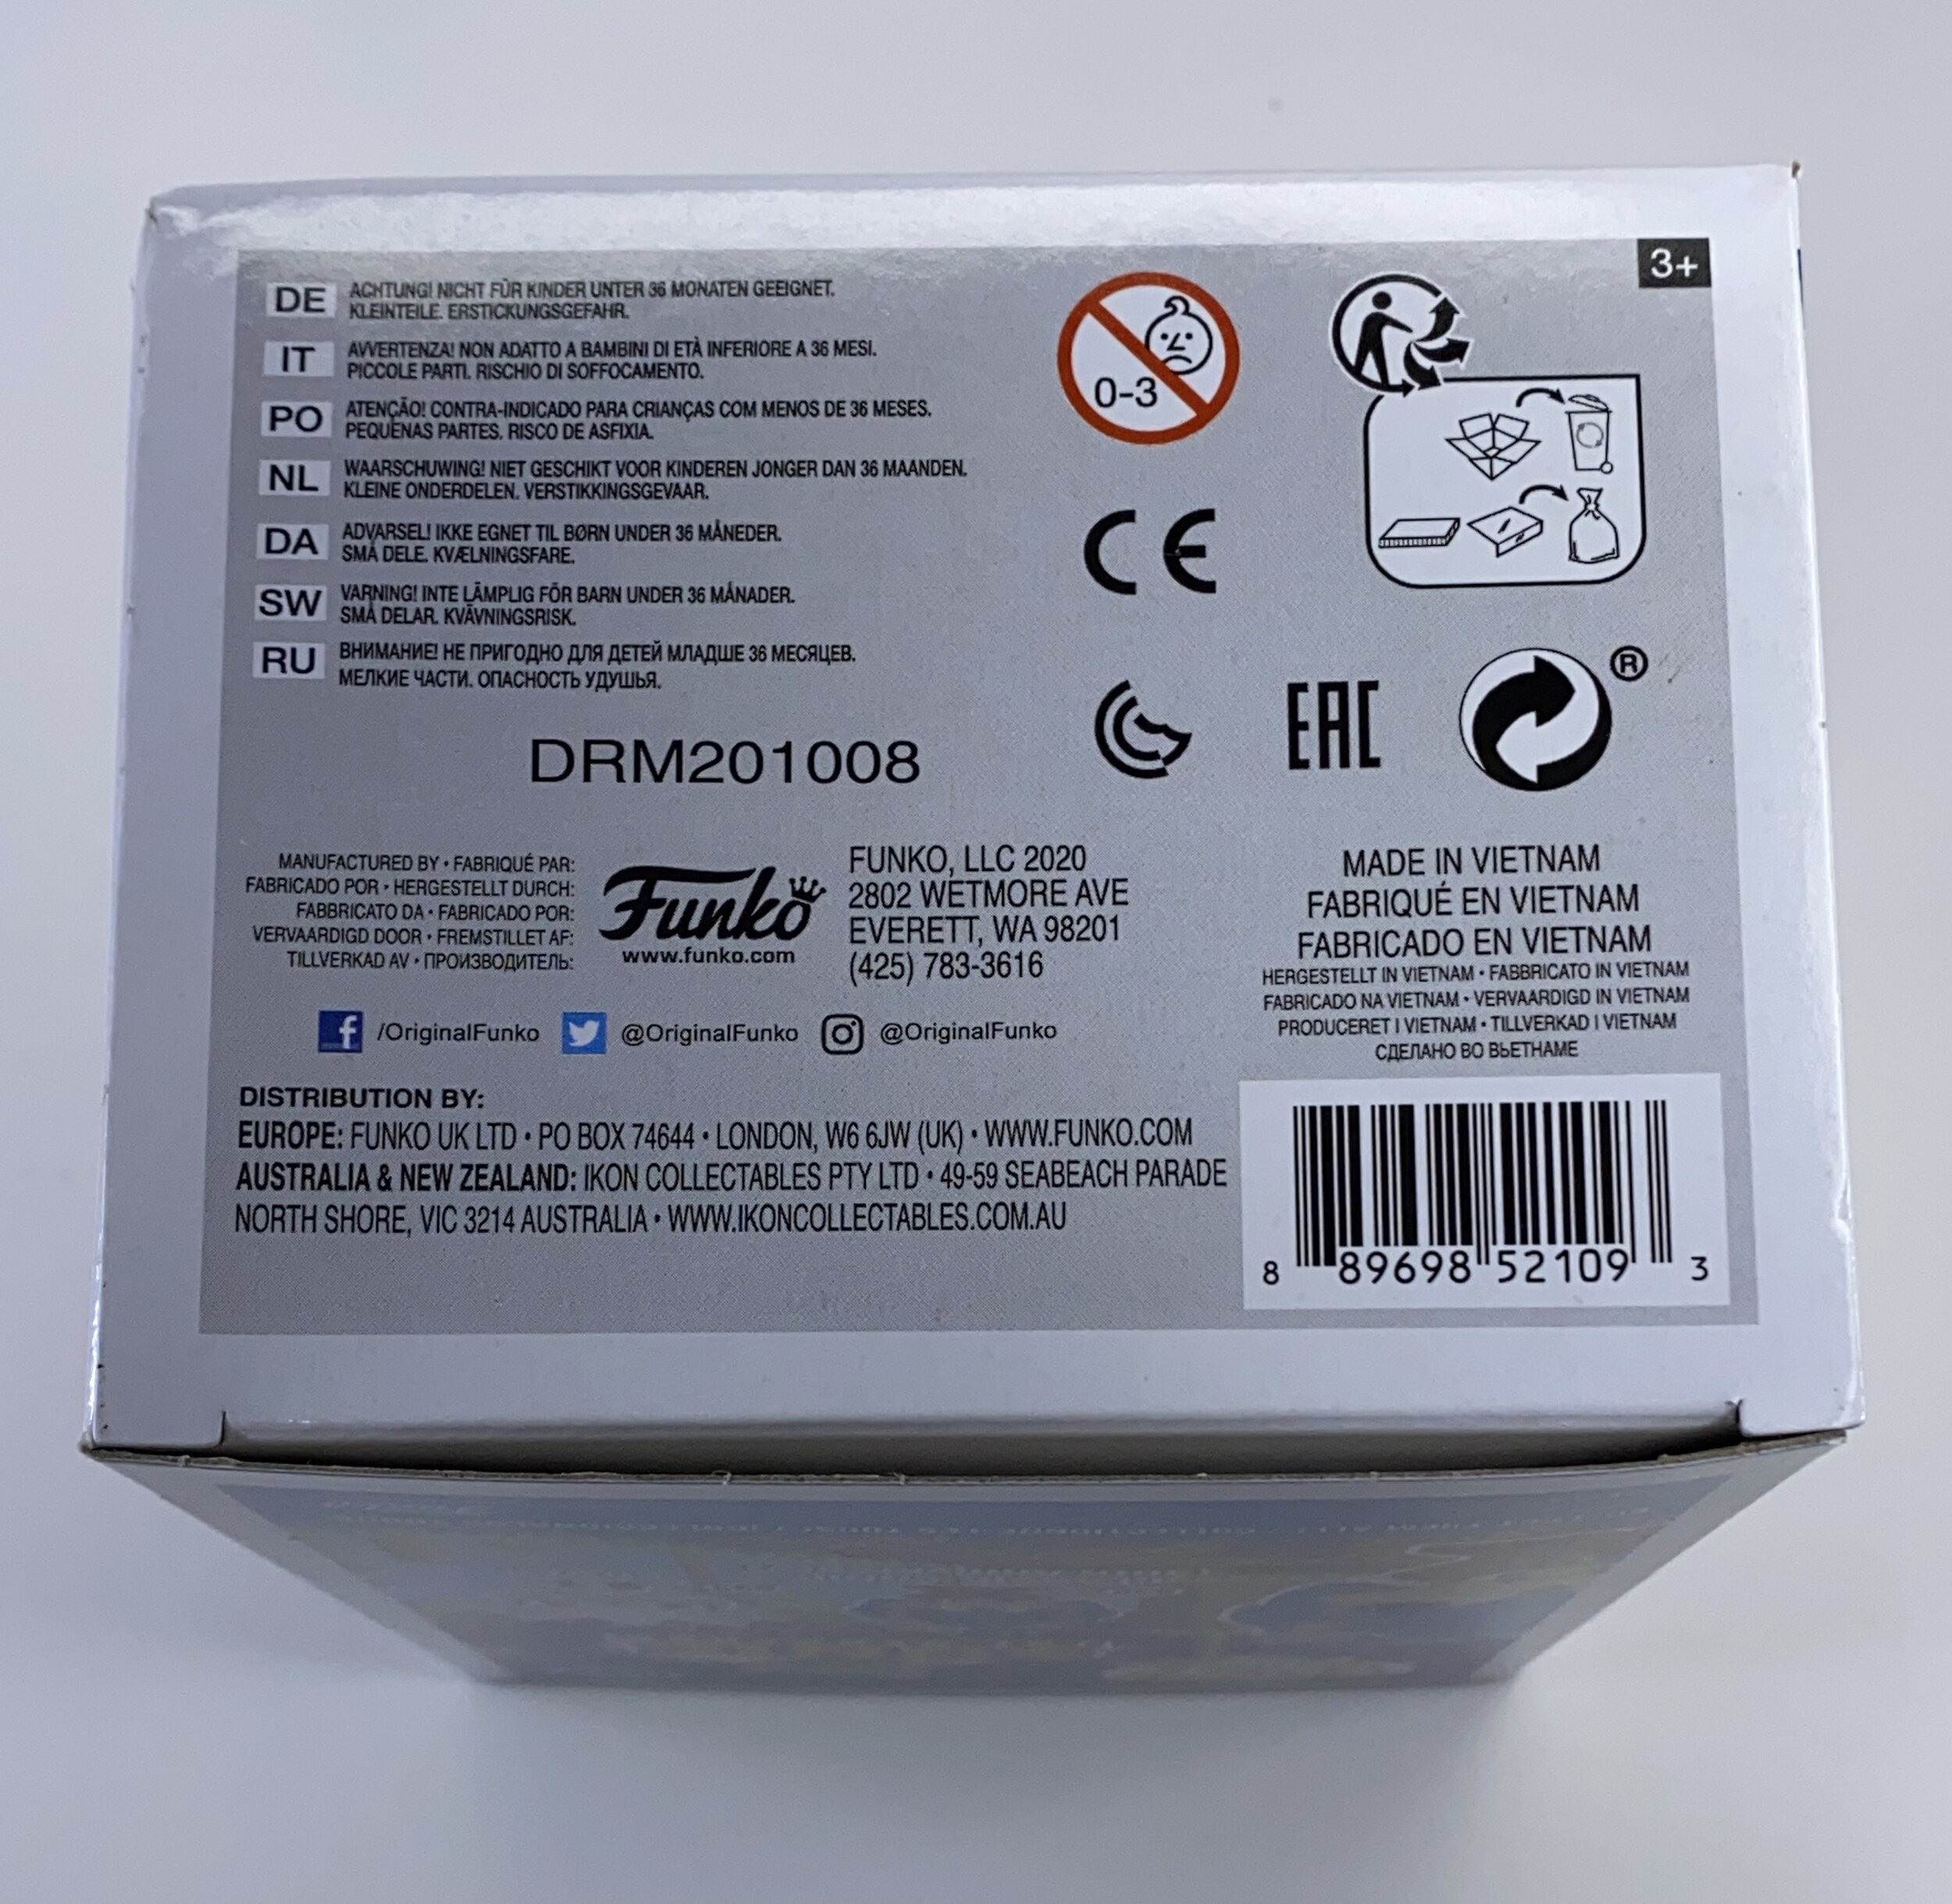 3+
DE ACHTUNG! NICHT FÜR KINDER UNTER 36 MONATEN GEEIGNET.
KLEINTEILE. ERSTICKUNGSGEFAHR.
IT AVVERTENZA! NON ADATTO A BAMBINI DI ETÀ INFERIORE A 36 MESI.
PICCOLE PARTI. RISCHIO DI SOFFOCAMENTO.
PO ATENÇÃO! CONTRA-INDICADO PARA CRIANÇAS COM MENOS DE 36 MESES.
PEQUENAS PARTES. RISCO DE ASFIXIA.
NL WAARSCHUWING! NIET GESCHIKT VOOR KINDEREN JONGER DAN 36 MAANDEN.
KLEINE ONDERDELEN. VERSTIKKINGSGEVAAR.
DA ADVARSEL! IKKE EGNET TIL BØRN UNDER 36 MÅNEDER.
SMÅ DELE. KVÆLNINGSFARE.
SW VARNING! INTE LÄMPLIG FÖR BARN UNDER 36 MÅNADER.
SMÅ DELAR. KVÄVNINGSRISK.
RU ВНИМАНИЕ! НЕ ПРИГОДНО ДЛЯ ДЕТЕЙ МЛАДШЕ 36 МЕСЯЦЕВ.
МЕЛКИЕ ЧАСТИ. ОПАСНОСТЬ УДУШЬЯ.
0-3
CE
EAC
®
DRM201008
MANUFACTURED BY • FABRIQUÉ PAR:
FABRICADO POR • HERGESTELLT DURCH:
FABBRICATO DA • FABRICADO POR:
VERVAARDIGD DOOR • FREMSTILLET AF:
TILLVERKAD AV • ПРОИЗВОДИТЕЛЬ:
Funko
www.funko.com
FUNKO, LLC 2020
2802 WETMORE AVE
EVERETT, WA 98201
(425) 783-3616
MADE IN VIETNAM
FABRIQUÉ EN VIETNAM
FABRICADO EN VIETNAM
HERGESTELLT IN VIETNAM • FABBRICATO IN VIETNAM
FABRICADO NA VIETNAM • VERVAARDIGD IN VIETNAM
PRODUCERET I VIETNAM • TILLVERKAD I VIETNAM
СДЕЛАНО ВО ВЬЕТНАМЕ
/OriginalFunko @OriginalFunko @OriginalFunko
DISTRIBUTION BY:
EUROPE: FUNKO UK LTD • PO BOX 74644 • LONDON, W6 6JW (UK) • WWW.FUNKO.COM
AUSTRALIA & NEW ZEALAND: IKON COLLECTABLES PTY LTD • 49-59 SEABEACH PARADE
NORTH SHORE, VIC 3214 AUSTRALIA • WWW.IKONCOLLECTABLES.COM.AU
8 89698 52109 3